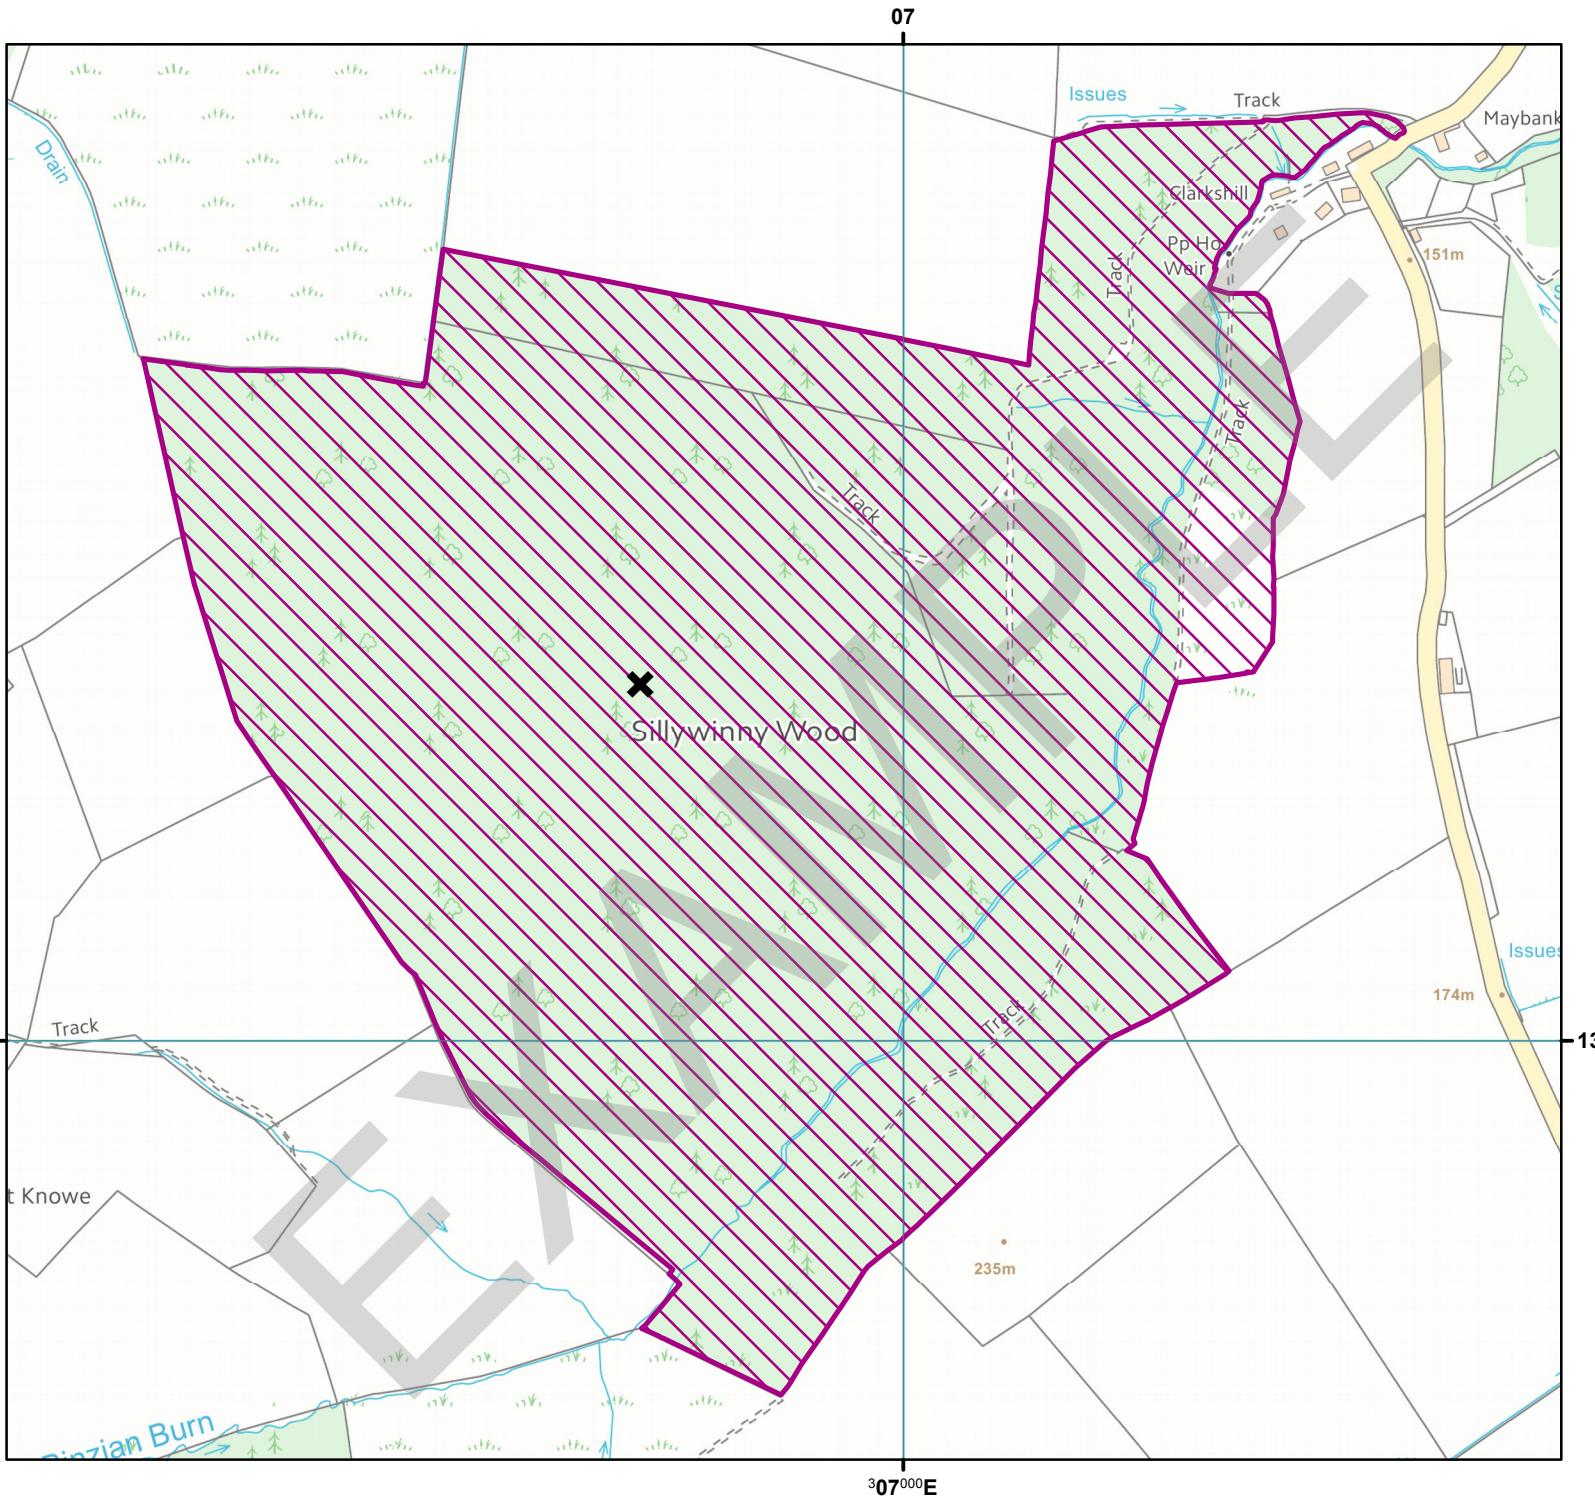 07
Issues
Track
Maybank
Drain
Clarkshill
Pp Ho
Weir
Track
151m
S
Track
Track
Sillywinny Wood
Issues
174m
Track
Track
13
t Knowe
235m
EXAMPLE
Binzian Burn
307000E